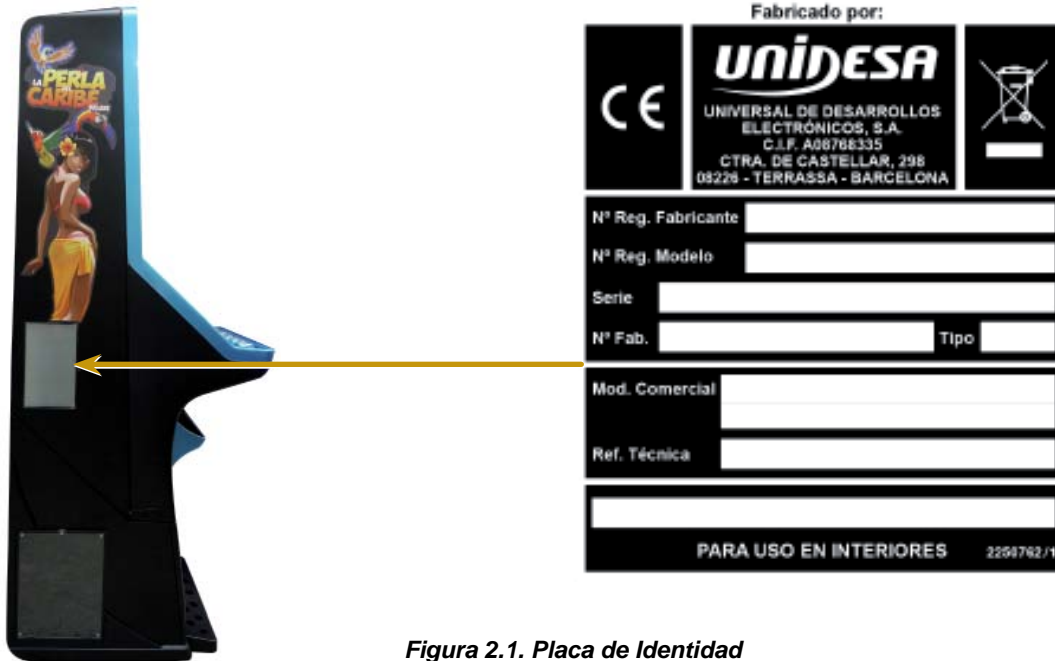 LA PERLA
DEL
CARIBE
DELUXE
Fabricado por:
CE
UNIDESA
UNIVERSAL DE DESARROLLOS
ELECTRÓNICOS, S.A.
C.I.F. A08768335
CTRA. DE CASTELLAR, 298
08226 - TERRASSA - BARCELONA
Nº Reg. Fabricante
Nº Reg. Modelo
Serie
Nº Fab. Tipo
Mod. Comercial
Ref. Técnica
PARA USO EN INTERIORES 2250762/1
Figura 2.1. Placa de Identidad